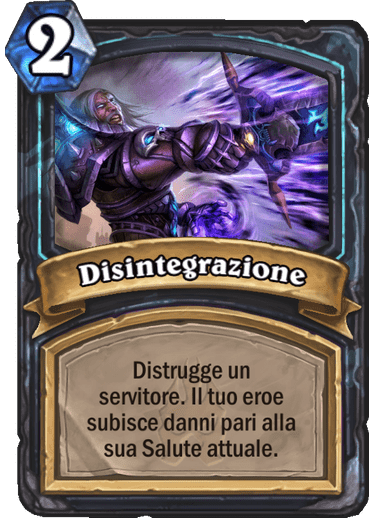 2
Disintegrazione
Distrugge un
servitore. Il tuo eroe
subisce danni pari alla
sua Salute attuale.